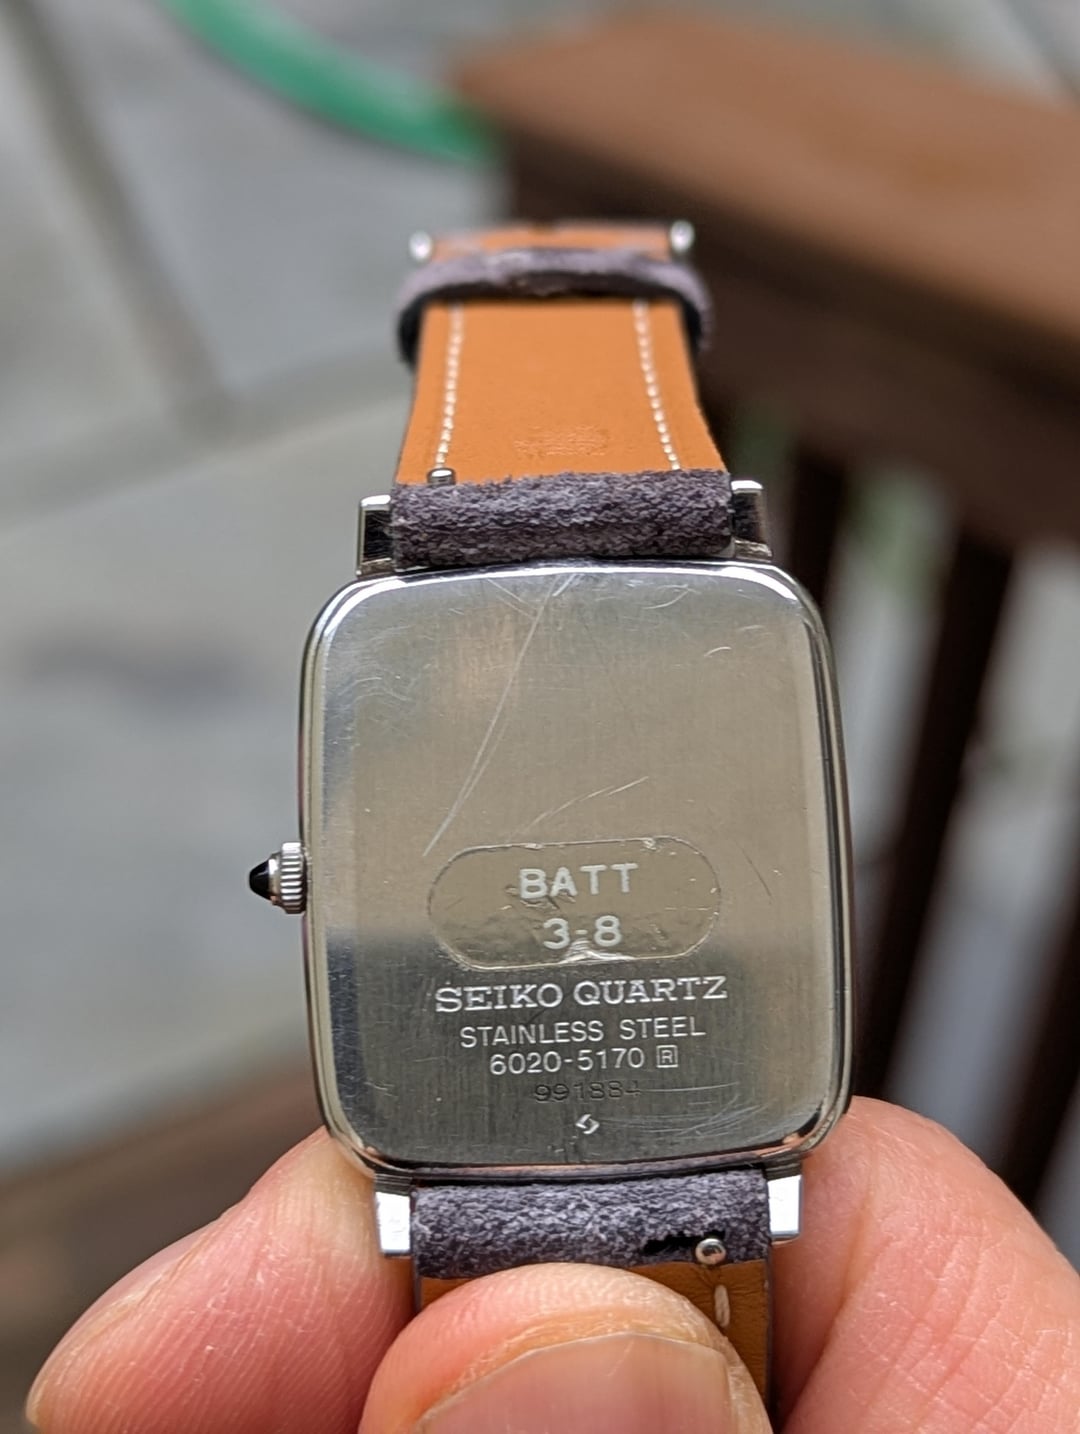 BATT
3-8
SEIKO QUARTZ
STAINLESS STEEL
6020-5170 R
991884